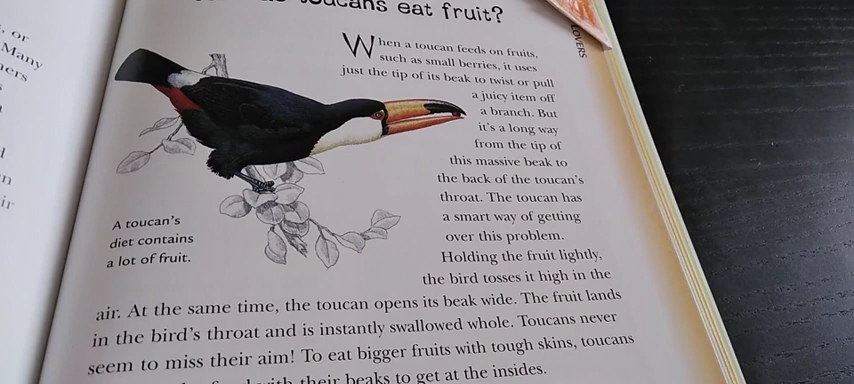 toucans eat fruit?
When a toucan feeds on fruits,
such as small berries, it uses
just the tip of its beak to twist or pull
a juicy item off
a branch. But
it's a long way
from the tip of
this massive beak to
the back of the toucan's
throat. The toucan has
a smart way of getting
over this problem.
Holding the fruit lightly,
the bird tosses it high in the
air. At the same time, the toucan opens its beak wide. The fruit lands
in the bird's throat and is instantly swallowed whole. Toucans never
seem to miss their aim! To eat bigger fruits with tough skins, toucans
with their beaks to get at the insides.
A toucan's
diet contains
a lot of fruit.
LOVERS
or
Many